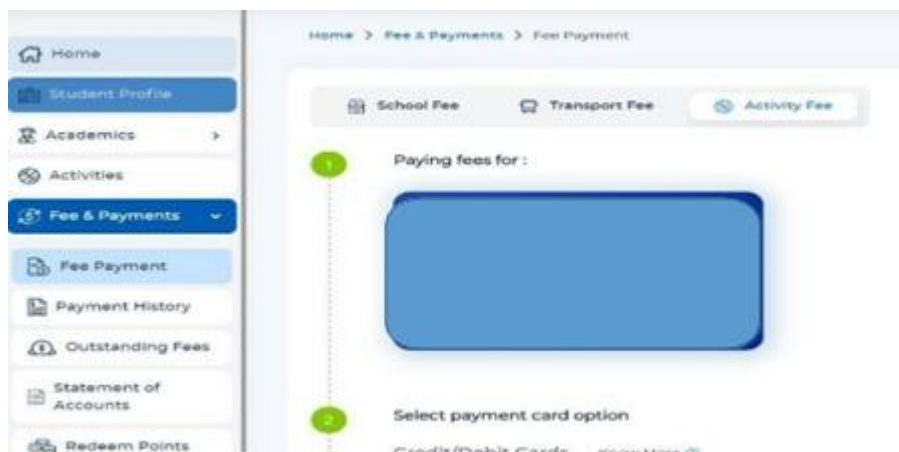 Home
Student Profile
Academics
Activities
Fee & Payments
Fee Payment
Payment History
Outstanding Fees
Statement of
Accounts
Redeem Points
Home > Fee & Payments > Fee Payment
School Fee
Transport Fee
Activity Fee
1
Paying fees for :
2
Select payment card option
Credit/Debit Cards
Know More